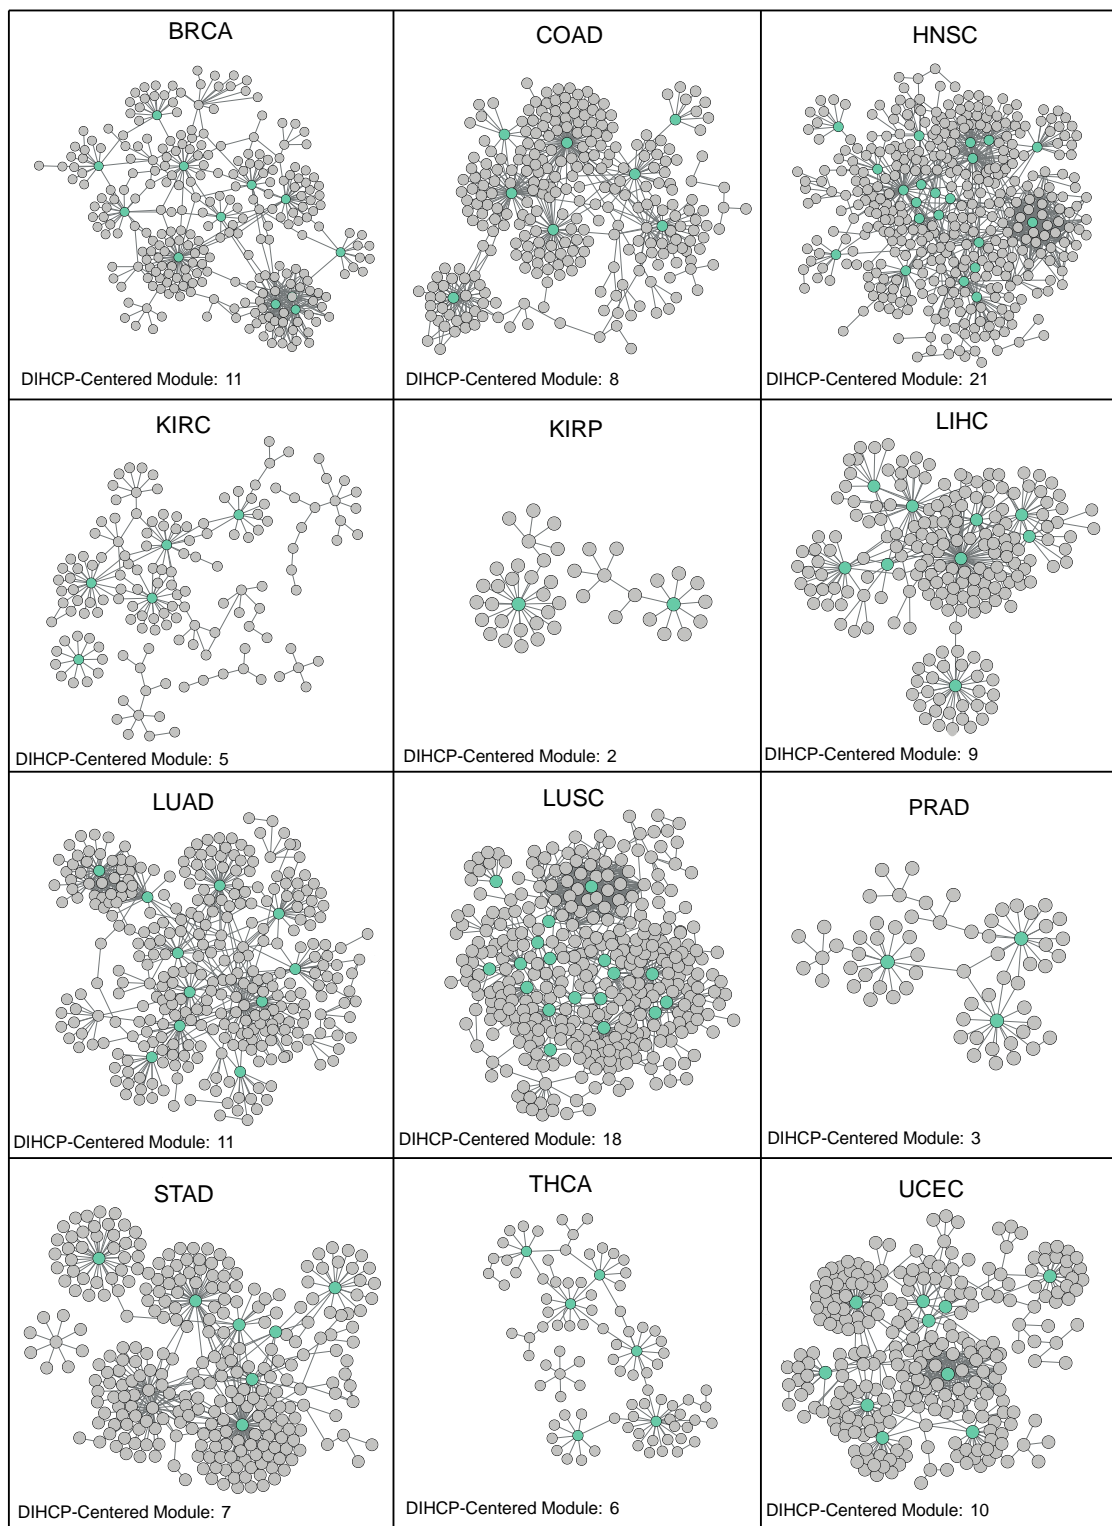 BRCA
COAD
HNSC
DIHCP-Centered Module: 11
DIHCP-Centered Module: 8
DIHCP-Centered Module: 21
KIRC
KIRP
LIHC
DIHCP-Centered Module: 5
DIHCP-Centered Module: 2
DIHCP-Centered Module: 9
LUAD
LUSC
PRAD
DIHCP-Centered Module: 11
DIHCP-Centered Module: 18
DIHCP-Centered Module: 3
STAD
THCA
UCEC
DIHCP-Centered Module: 7
DIHCP-Centered Module: 6
DIHCP-Centered Module: 10